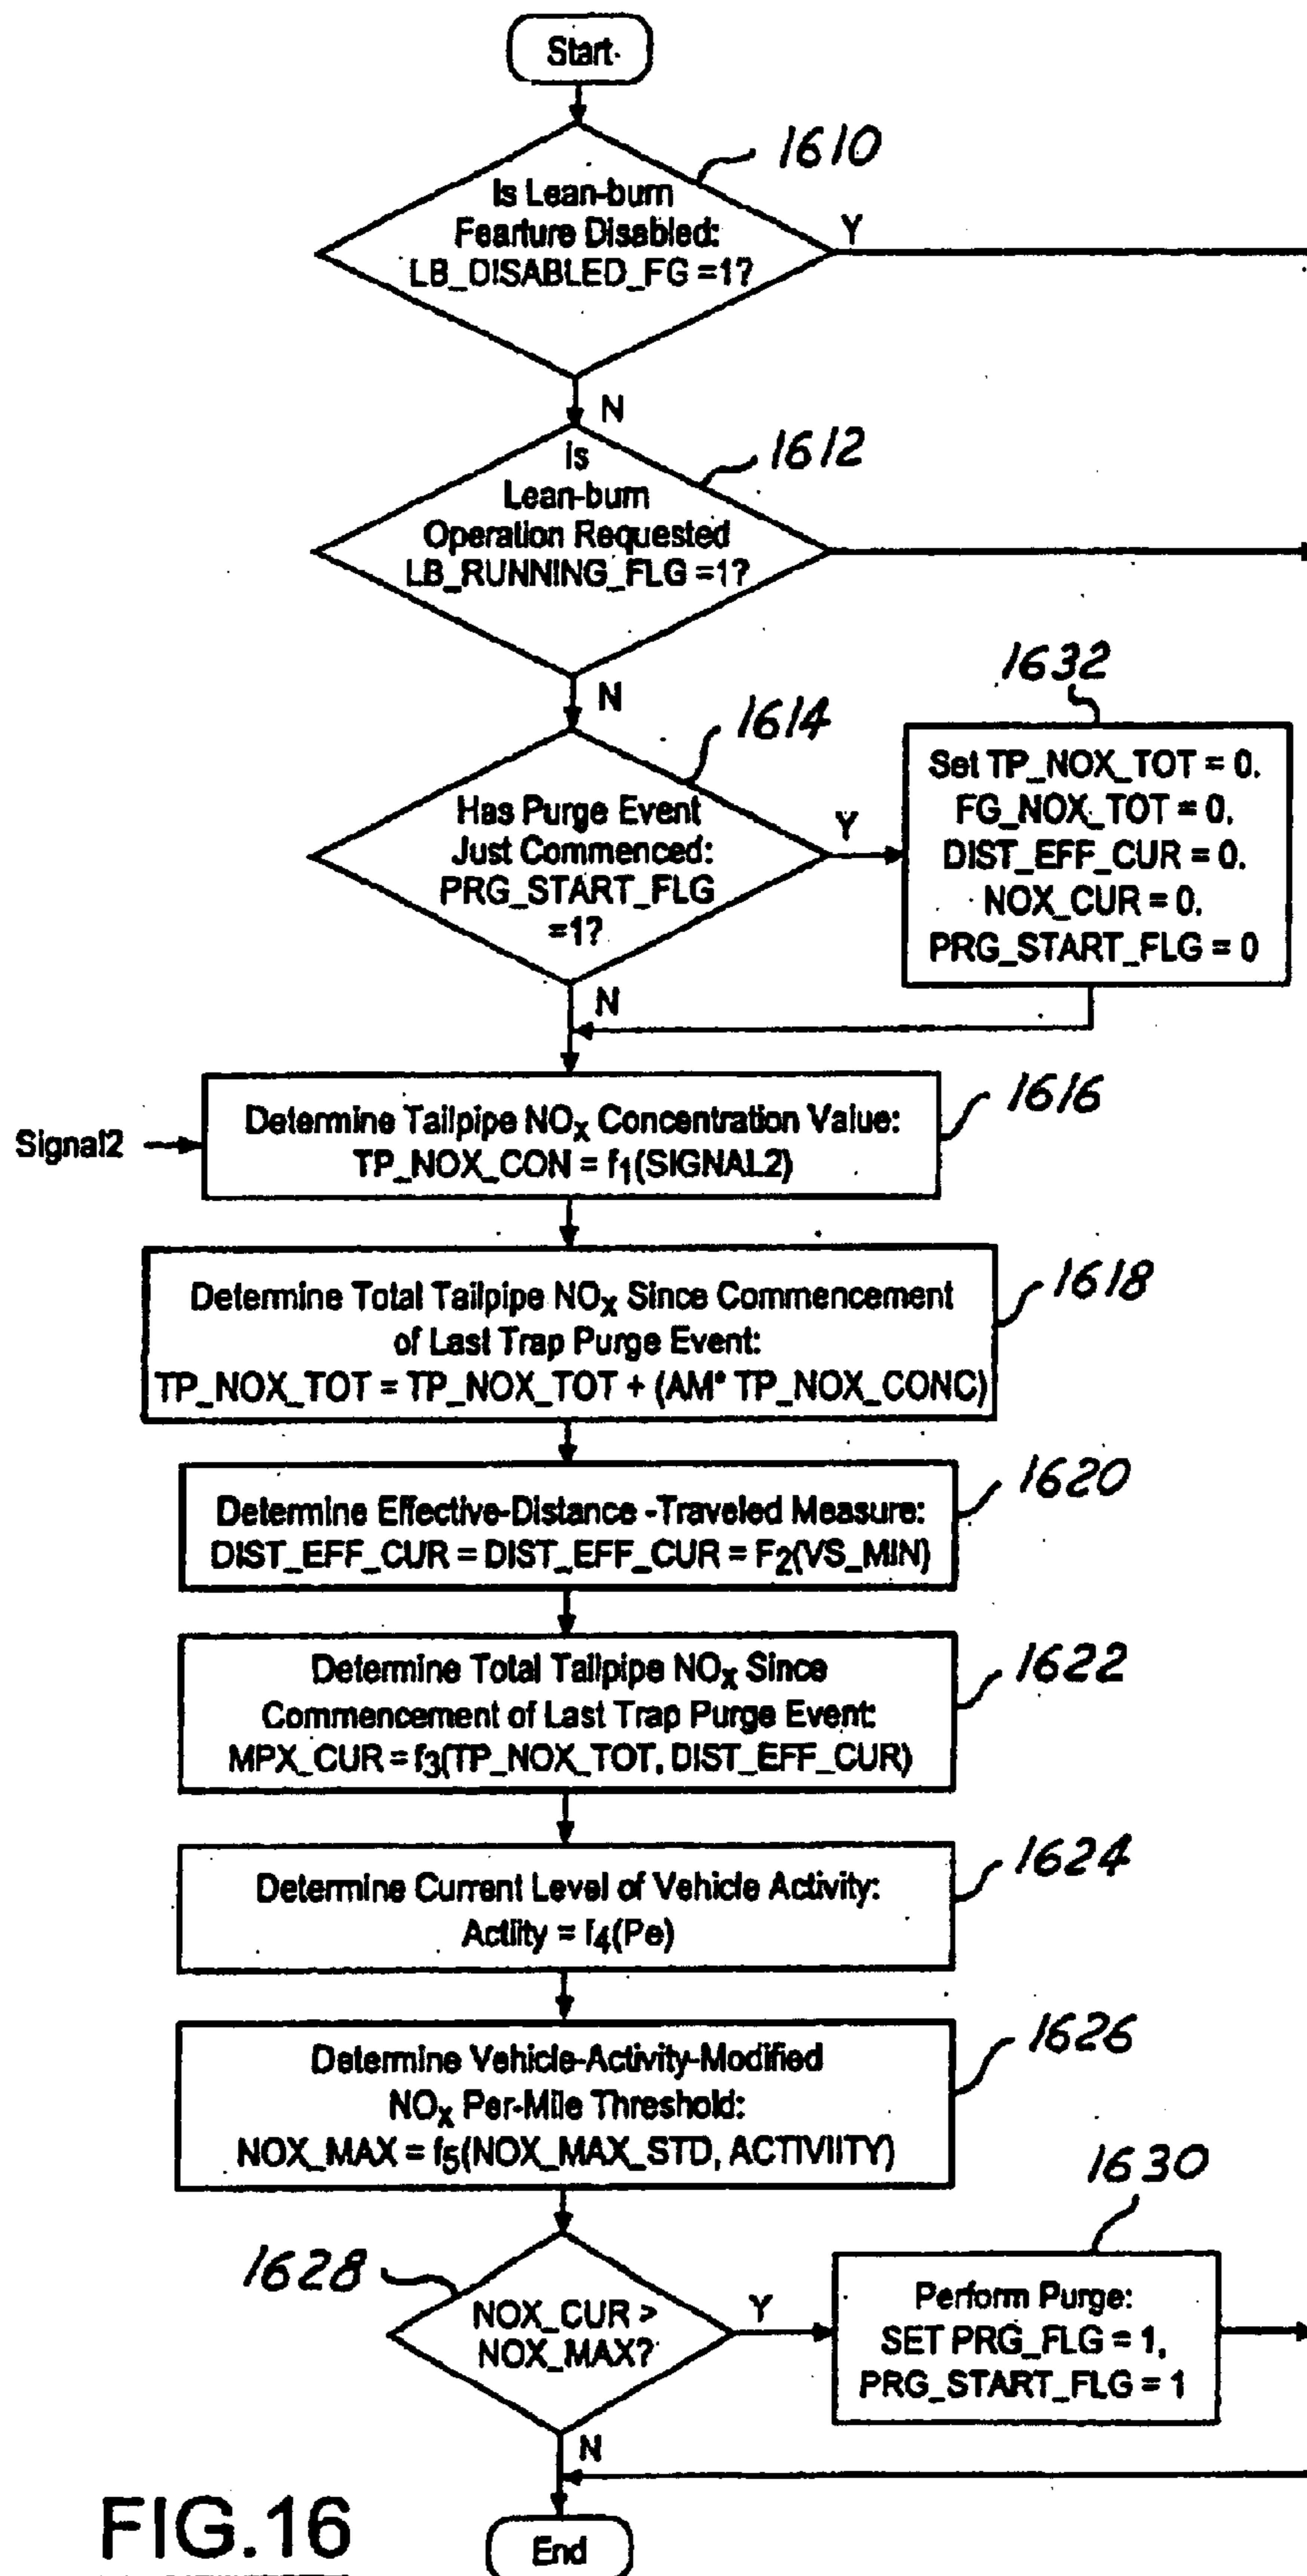 Start
1610
Is Lean-burn
Fearture Disabled:
LB_DISABLED_FG =1?
Y
N
1612
Is
Lean-burn
Operation Requested
LB_RUNNING_FLG =1?
N
1614
Has Purge Event
Just Commenced:
PRG_START_FLG
=1?
Y
1632
Set TP_NOX_TOT = 0.
FG_NOX_TOT = 0.
DIST_EFF_CUR = 0.
NOX_CUR = 0.
PRG_START_FLG = 0
N
Signal2
1616
Determine Tailpipe NOx Concentration Value:
TP_NOX_CON = f1(SIGNAL2)
1618
Determine Total Tailpipe NOx Since Commencement
of Last Trap Purge Event:
TP_NOX_TOT = TP_NOX_TOT + (AM* TP_NOX_CONC)
1620
Determine Effective-Distance -Traveled Measure:
DIST_EFF_CUR = DIST_EFF_CUR = F2(VS_MIN)
1622
Determine Total Tailpipe NOx Since
Commencement of Last Trap Purge Event:
MPX_CUR = f3(TP_NOX_TOT, DIST_EFF_CUR)
1624
Determine Current Level of Vehicle Activity:
Actiity = f4(Pe)
1626
Determine Vehicle-Activity-Modified
NOx Per-Mile Threshold:
NOX_MAX = f5(NOX_MAX_STD, ACTIVIITY)
1628
NOX_CUR >
NOX_MAX?
Y
1630
Perform Purge:
SET PRG_FLG = 1,
PRG_START_FLG = 1
N
End
FIG.16